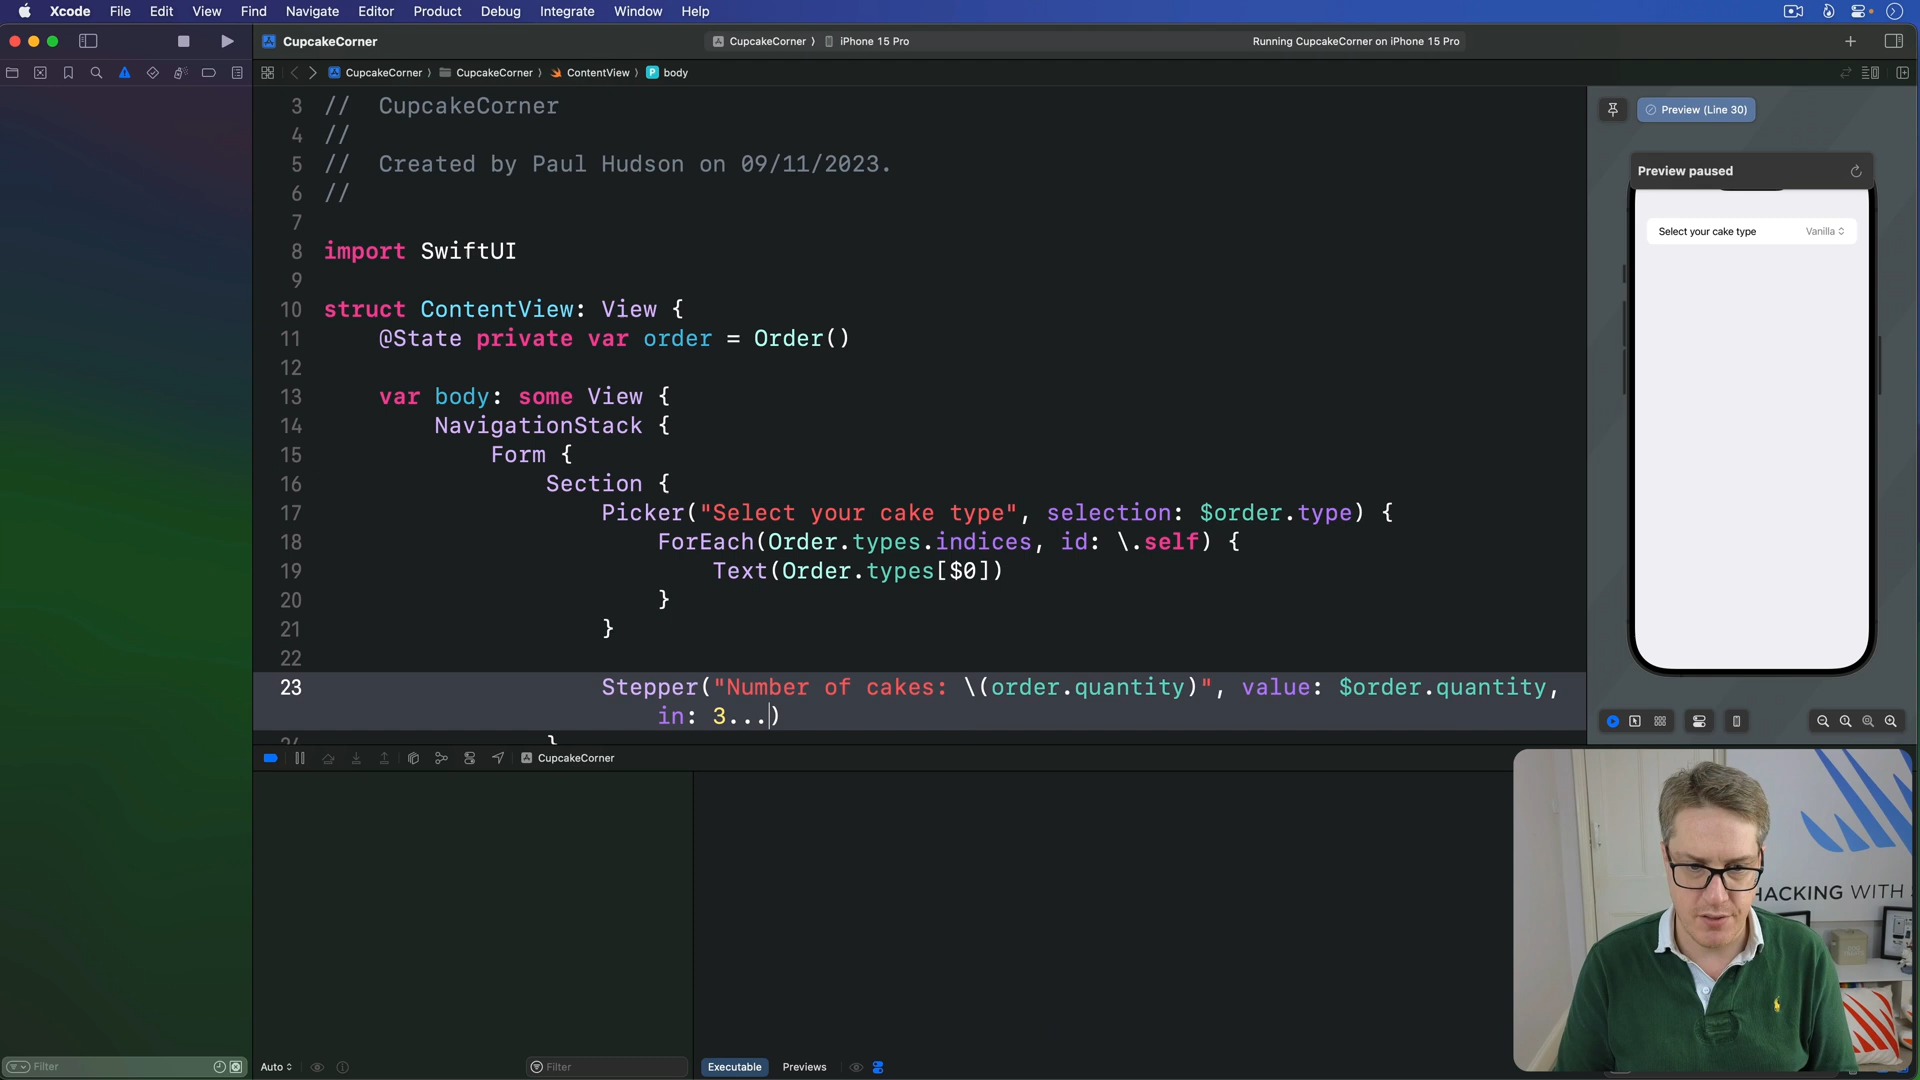 Xcode File Edit View Find Navigate Editor Product Debug Integrate Window Help
CupcakeCorner
CupcakeCorner 〉 iPhone 15 Pro
Running CupcakeCorner on iPhone 15 Pro
CupcakeCorner 〉 CupcakeCorner 〉 ContentView 〉 P body
3 // CupcakeCorner
4 //
5 // Created by Paul Hudson on 09/11/2023.
6 //
7
8 import SwiftUI
9
10 struct ContentView: View {
11 @State private var order = Order()
12
13 var body: some View {
14 NavigationStack {
15 Form {
16 Section {
17 Picker("Select your cake type", selection: $order.type) {
18 ForEach(Order.types.indices, id: \.self) {
19 Text(Order.types[$0])
20 }
21 }
22
23 Stepper("Number of cakes: \(order.quantity)", value: $order.quantity,
in: 3...)
24 }
Preview (Line 30)
Preview paused
Select your cake type Vanilla
CupcakeCorner
HACKING WITH S
Filter
Auto
Filter
Executable Previews